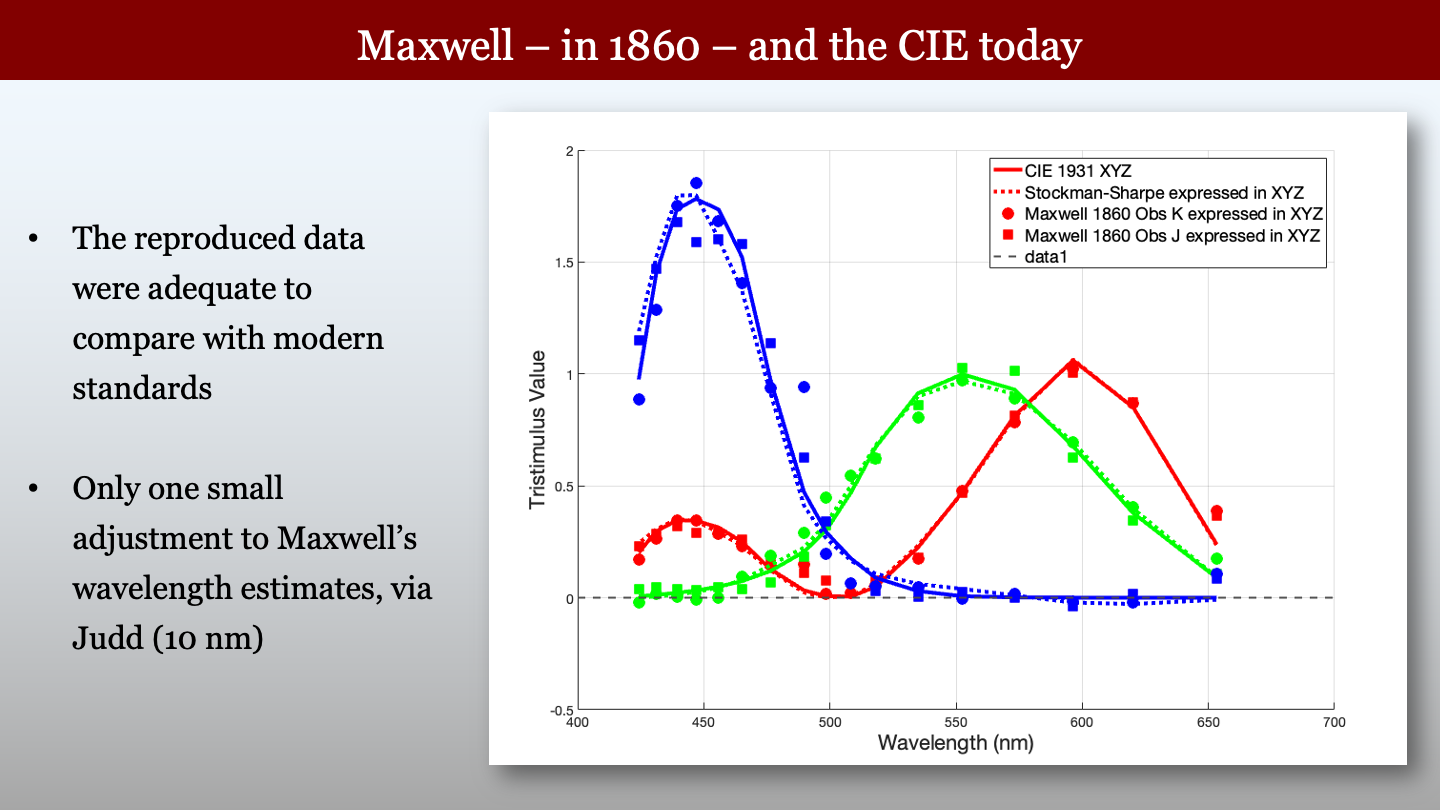 Maxwell – in 1860 – and the CIE today
• The reproduced data
were adequate to
compare with modern
standards
• Only one small
adjustment to Maxwell’s
wavelength estimates, via
Judd (10 nm)
2
1.5
1
0.5
0
-0.5
Tristimulus Value
CIE 1931 XYZ
Stockman-Sharpe expressed in XYZ
Maxwell 1860 Obs K expressed in XYZ
Maxwell 1860 Obs J expressed in XYZ
data1
400 450 500 550 600 650 700
Wavelength (nm)